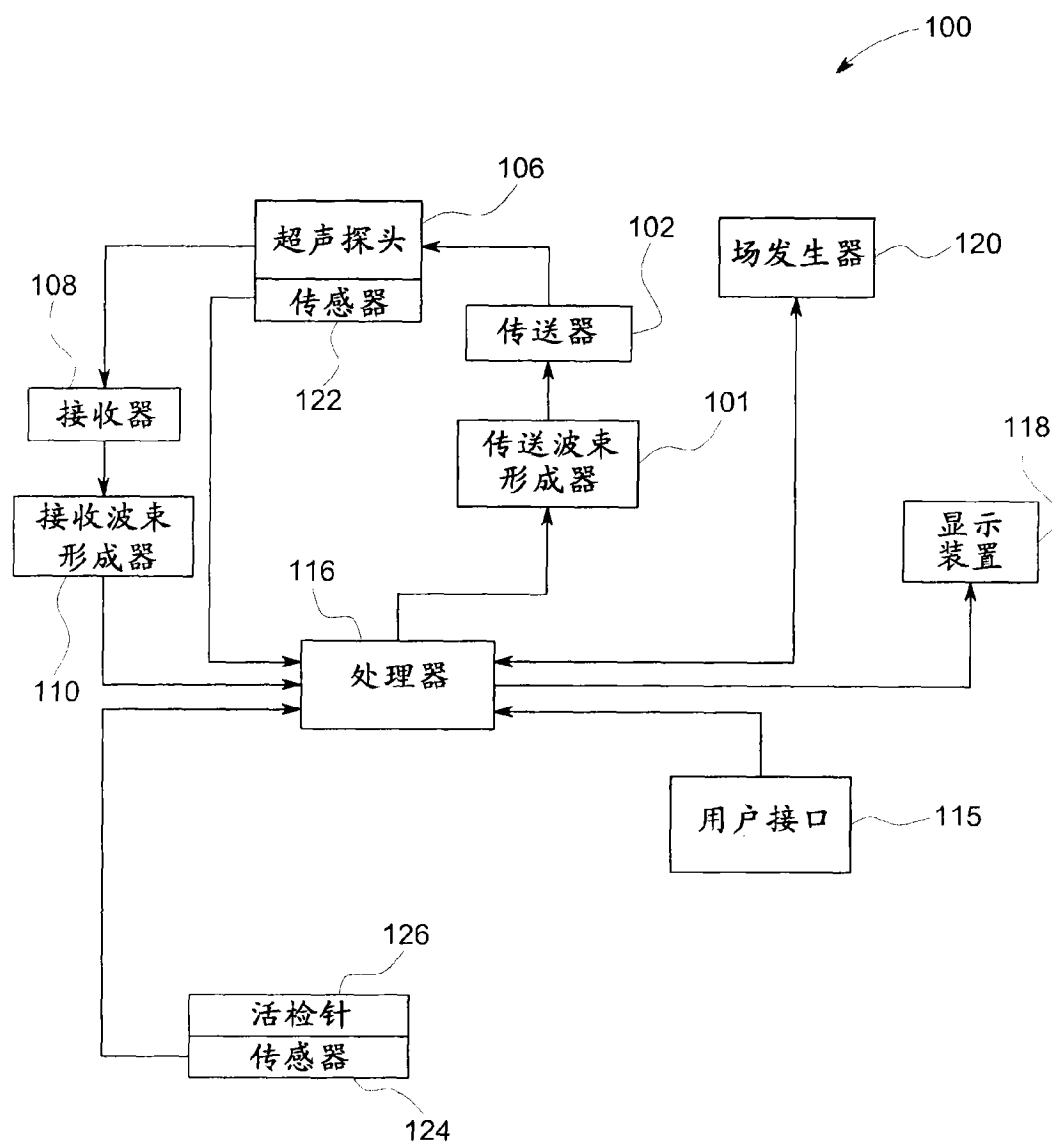 100
106
超声探头
传感器
122
102
传送器
场发生器
120
108
接收器
传送波束
形成器
101
118
接收波束
形成器
110
显示
装置
116
处理器
用户接口
115
126
活检针
传感器
124